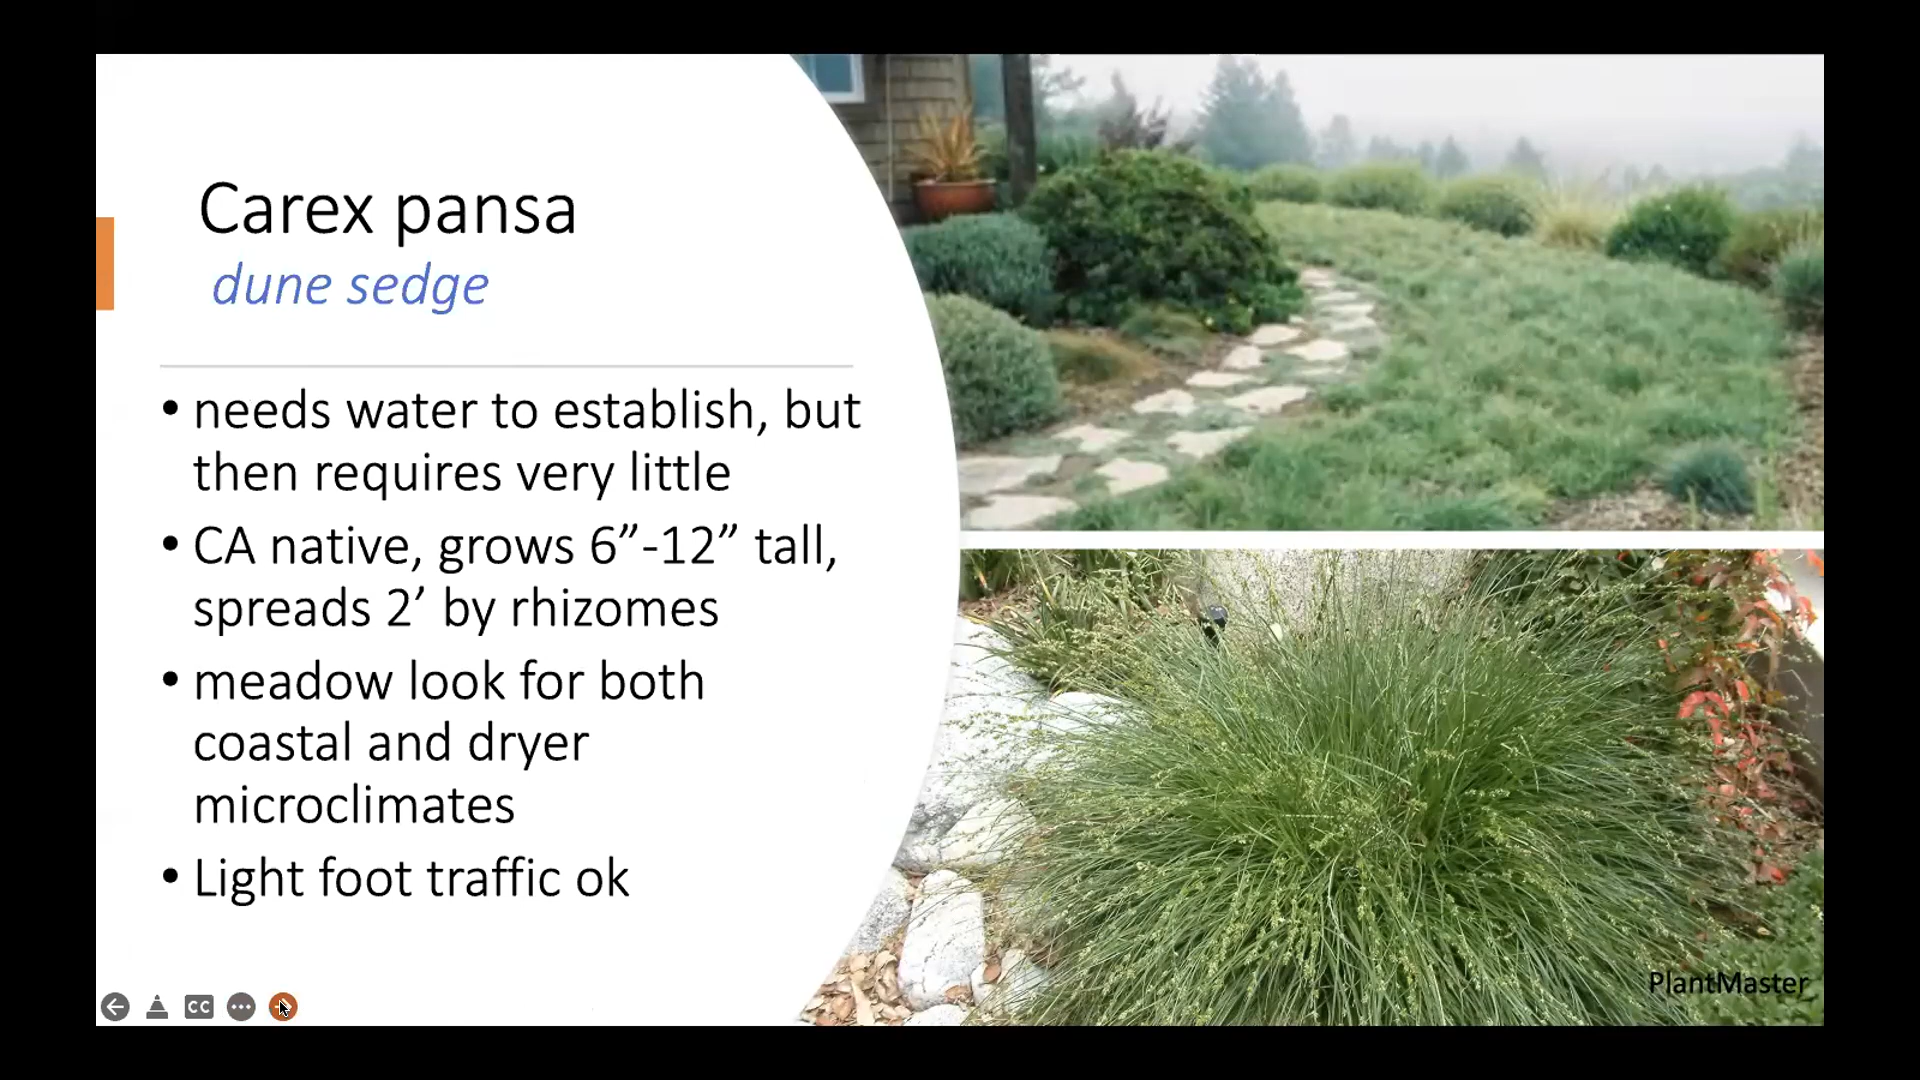 Carex pansa
dune sedge
• needs water to establish, but
then requires very little
• CA native, grows 6”-12” tall,
spreads 2’ by rhizomes
• meadow look for both
coastal and dryer
microclimates
• Light foot traffic ok
PlantMaster
CC